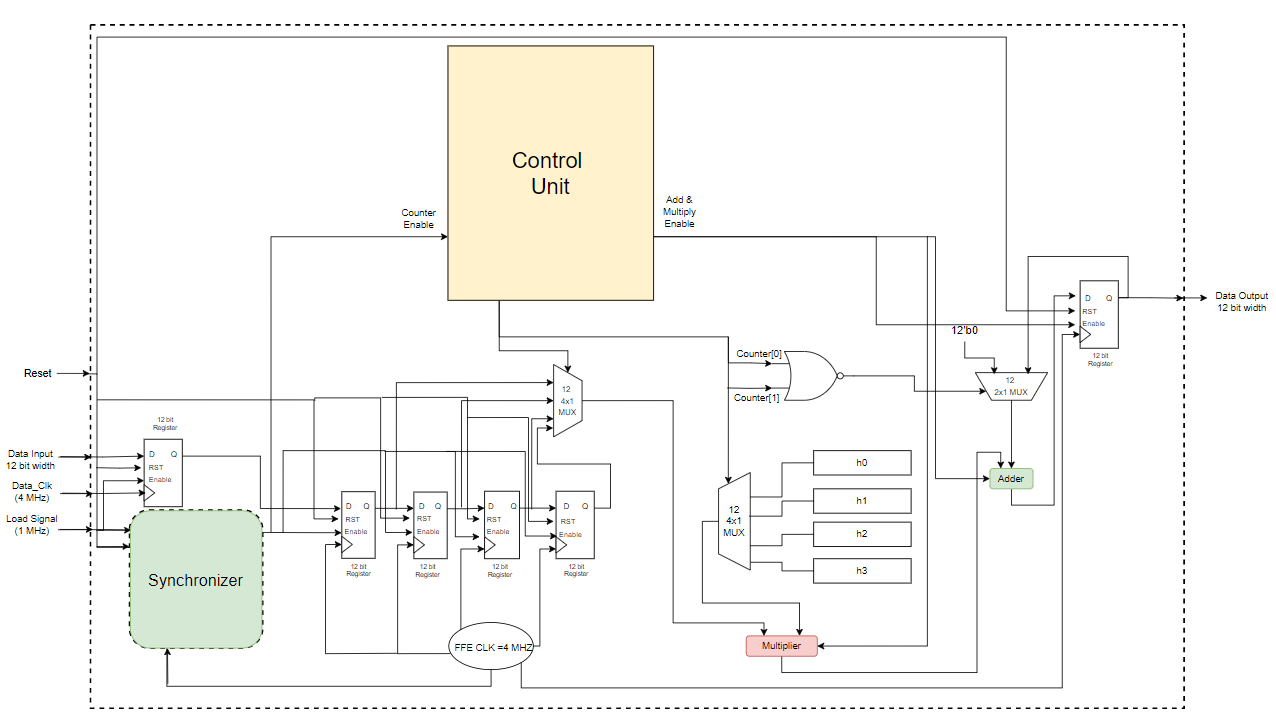 Control
Unit
Counter
Enable
Add &
Multiply
Enable
Data Output
12 bit width
D Q
RST
Enable
12 bit
Register
12'b0
12
2x1 MUX
Counter[0]
Counter[1]
Reset
12
4x1
MUX
12 bit
Register
Data Input
12 bit width
D Q
RST
Enable
Data_Clk
(4 MHz)
Load Signal
(1 MHz)
Synchronizer
D Q
RST
Enable
12 bit
Register
D Q
RST
Enable
12 bit
Register
D Q
RST
Enable
12 bit
Register
D Q
RST
Enable
12 bit
Register
12
4x1
MUX
h0
h1
h2
h3
Adder
Multiplier
FFE CLK =4 MHZ